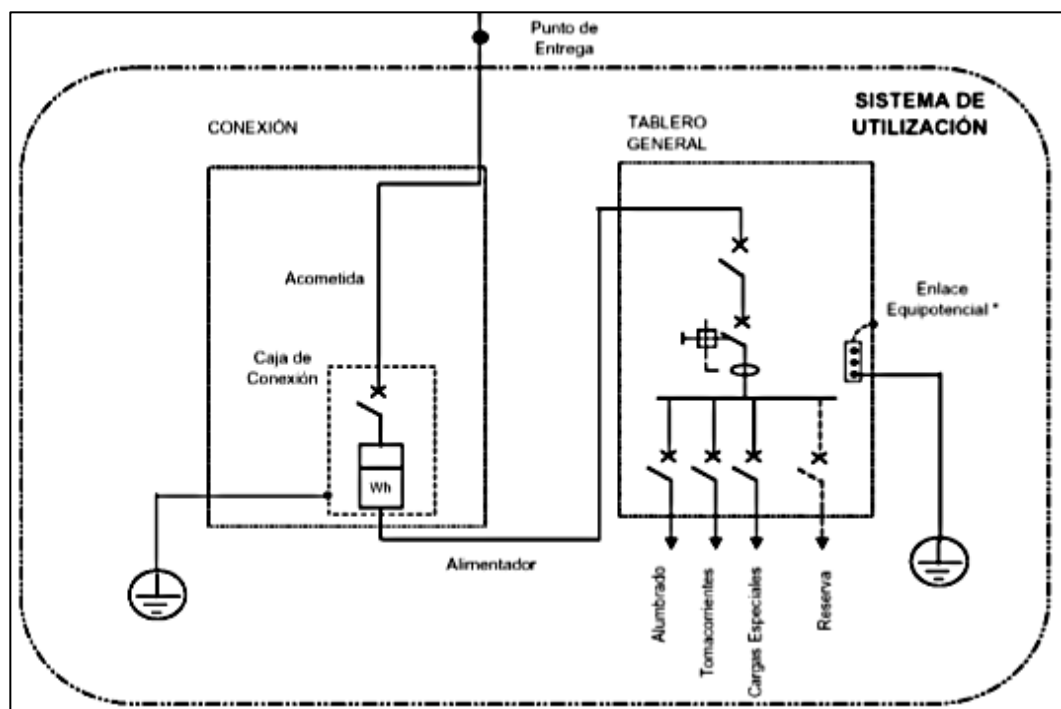 Punto de
Entrega
SISTEMA DE
UTILIZACIÓN
CONEXIÓN
TABLERO
GENERAL
Acometida
Enlace
Equipotencial *
Caja de
Conexión
Wh
Alimentador
Alumbrado
Tomacorrientes
Cargas Especiales
Reserva